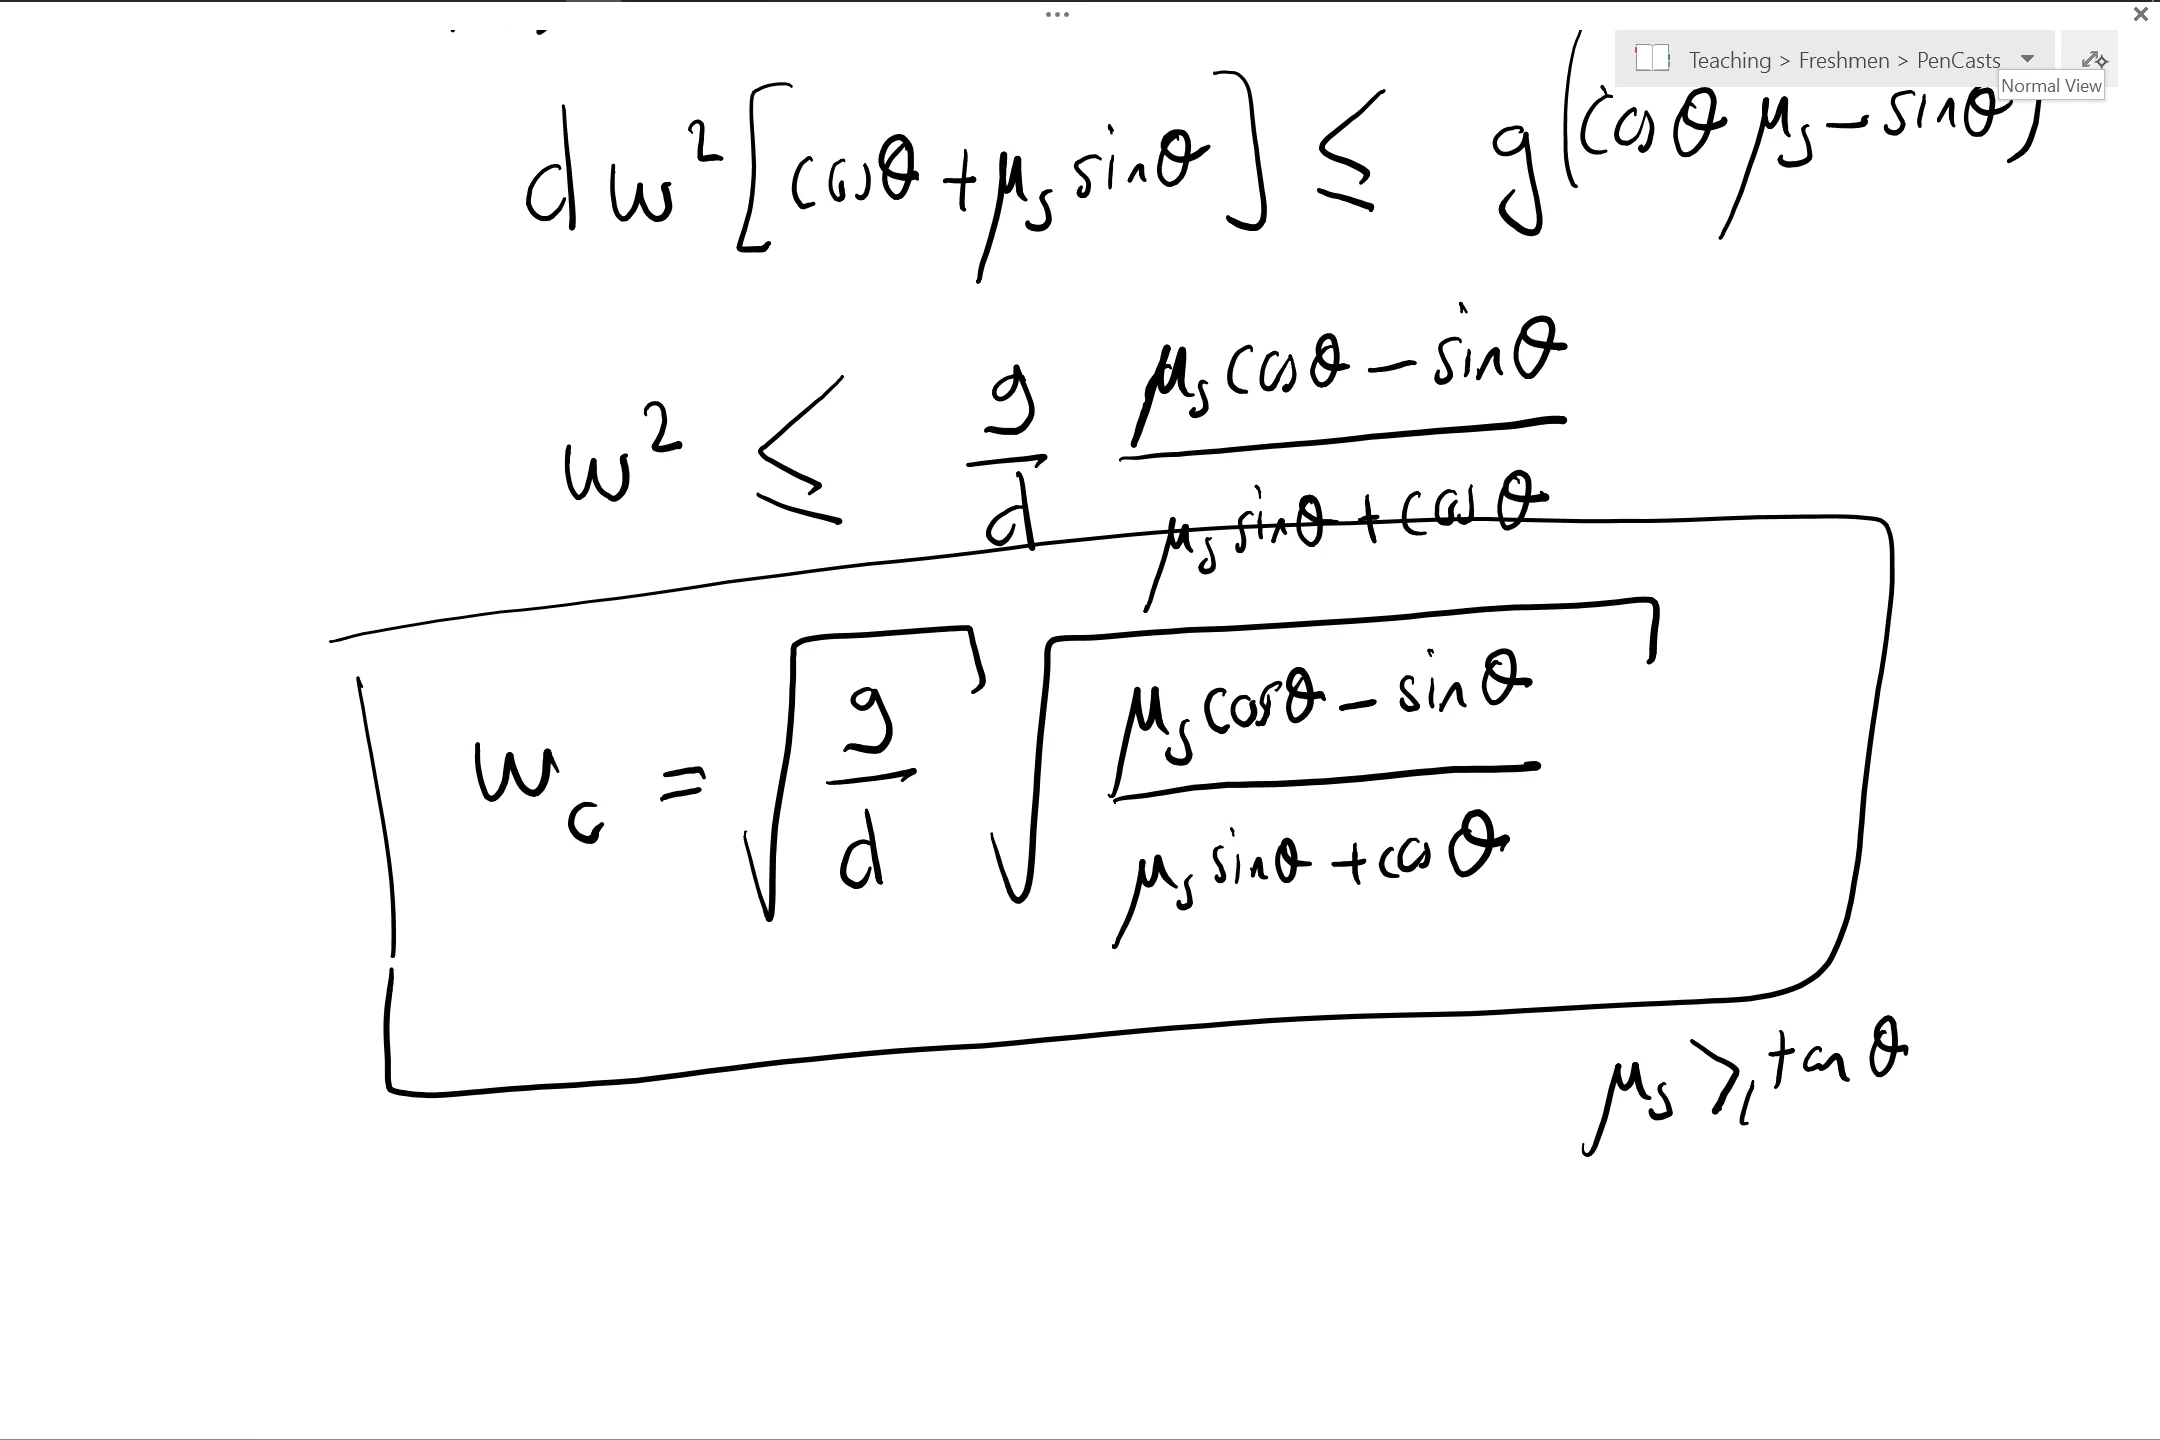 Teaching > Freshmen > PenCasts
Normal View
dω²[cosθ + μₛ sinθ] ≤ g(cosθ μₛ − sinθ)
ω² ≤ g/d (μₛ cosθ − sinθ)/(μₛ sinθ + cosθ)
ω_c = √(g/d) √((μₛ cosθ − sinθ)/(μₛ sinθ + cosθ))
μₛ ≥ tanθ